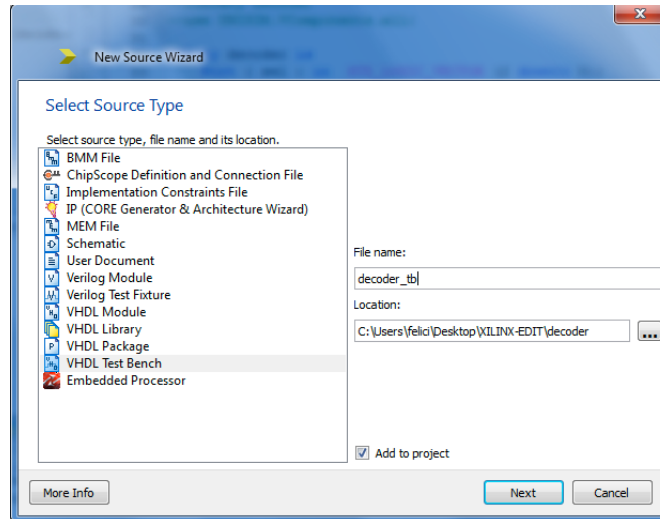 New Source Wizard
Select Source Type
Select source type, file name and its location.
BMM File
ChipScope Definition and Connection File
Implementation Constraints File
IP (CORE Generator & Architecture Wizard)
MEM File
Schematic
User Document
Verilog Module
Verilog Test Fixture
VHDL Module
VHDL Library
VHDL Package
VHDL Test Bench
Embedded Processor
File name:
decoder_tb
Location:
C:\Users\felici\Desktop\XILINX-EDIT\decoder
...
Add to project
More Info
Next
Cancel